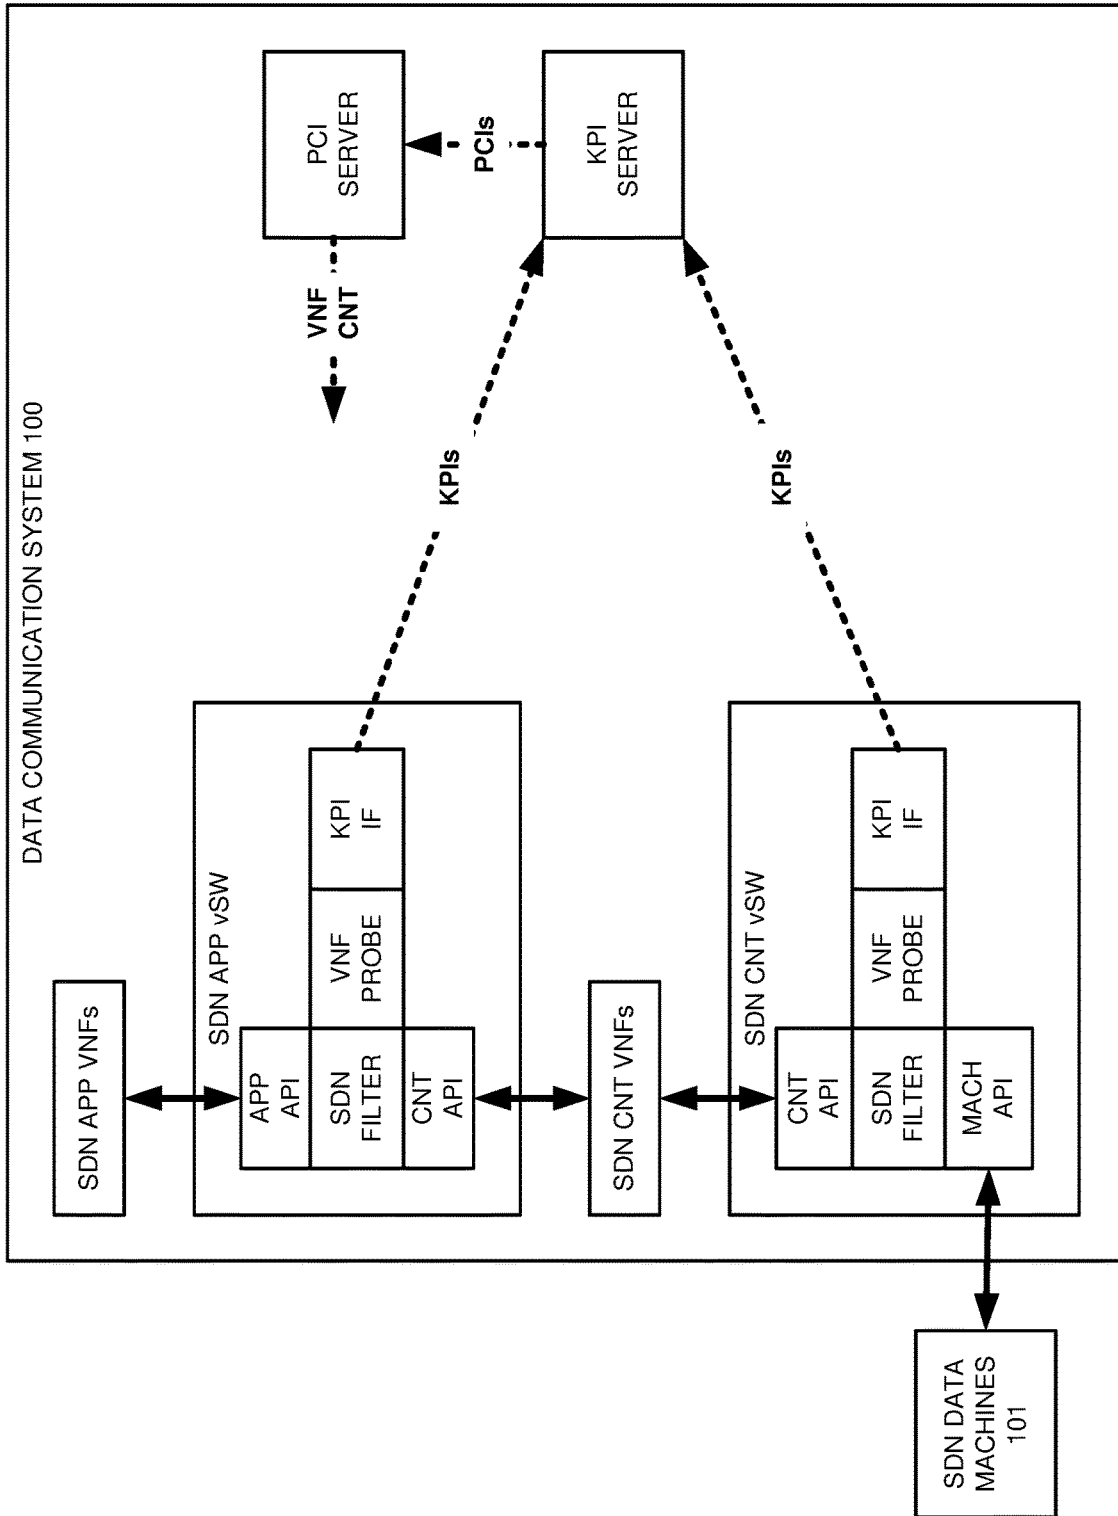 DATA COMMUNICATION SYSTEM 100
SDN APP VNFs
SDN APP vSW
APP
API
SDN
FILTER
CNT
API
VNF
PROBE
KPI
IF
KPIs
PCI
SERVER
VNF
CNT
PCIs
KPI
SERVER
SDN CNT VNFs
SDN CNT vSW
CNT
API
SDN
FILTER
MACH
API
VNF
PROBE
KPI
IF
KPIs
SDN DATA
MACHINES
101